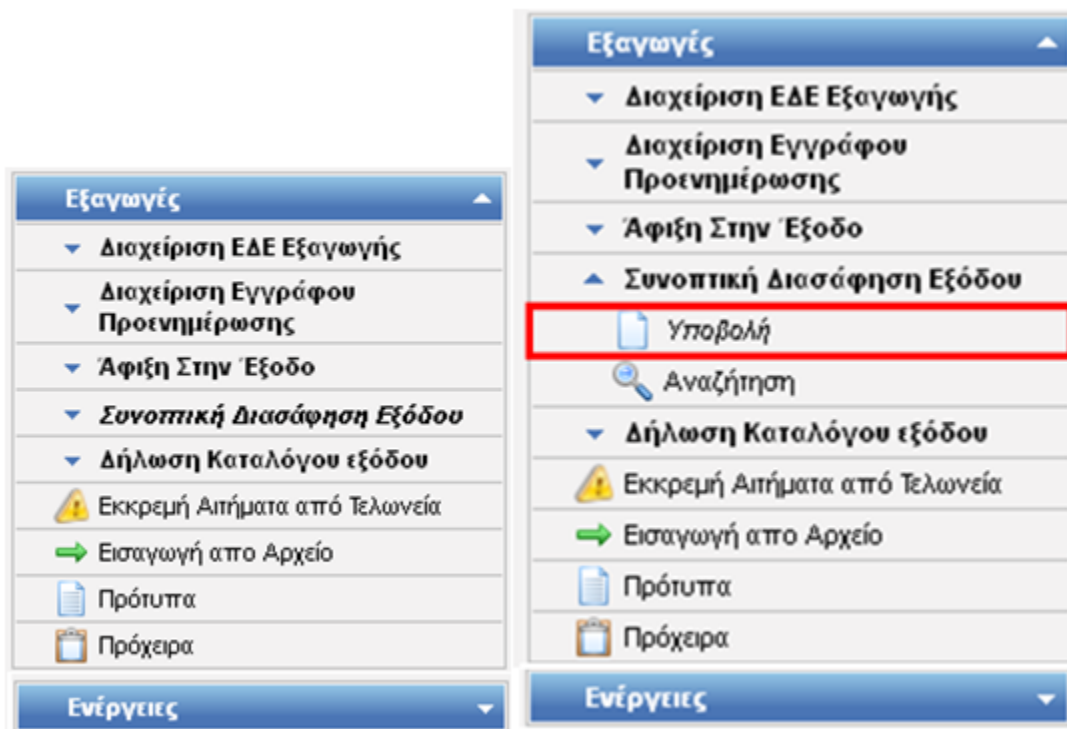 Εξαγωγές
Διαχείριση ΕΔΕ Εξαγωγής
Διαχείριση Εγγράφου
Προενημέρωσης
Άφιξη Στην Έξοδο
Συνοπτική Διασάφηση Εξόδου
Δήλωση Καταλόγου εξόδου
Εκκρεμή Αιτήματα από Τελωνεία
Εισαγωγή απο Αρχείο
Πρότυπα
Πρόχειρα
Ενέργειες
Εξαγωγές
Διαχείριση ΕΔΕ Εξαγωγής
Διαχείριση Εγγράφου
Προενημέρωσης
Άφιξη Στην Έξοδο
Συνοπτική Διασάφηση Εξόδου
Υποβολή
Αναζήτηση
Δήλωση Καταλόγου εξόδου
Εκκρεμή Αιτήματα από Τελωνεία
Εισαγωγή απο Αρχείο
Πρότυπα
Πρόχειρα
Ενέργειες